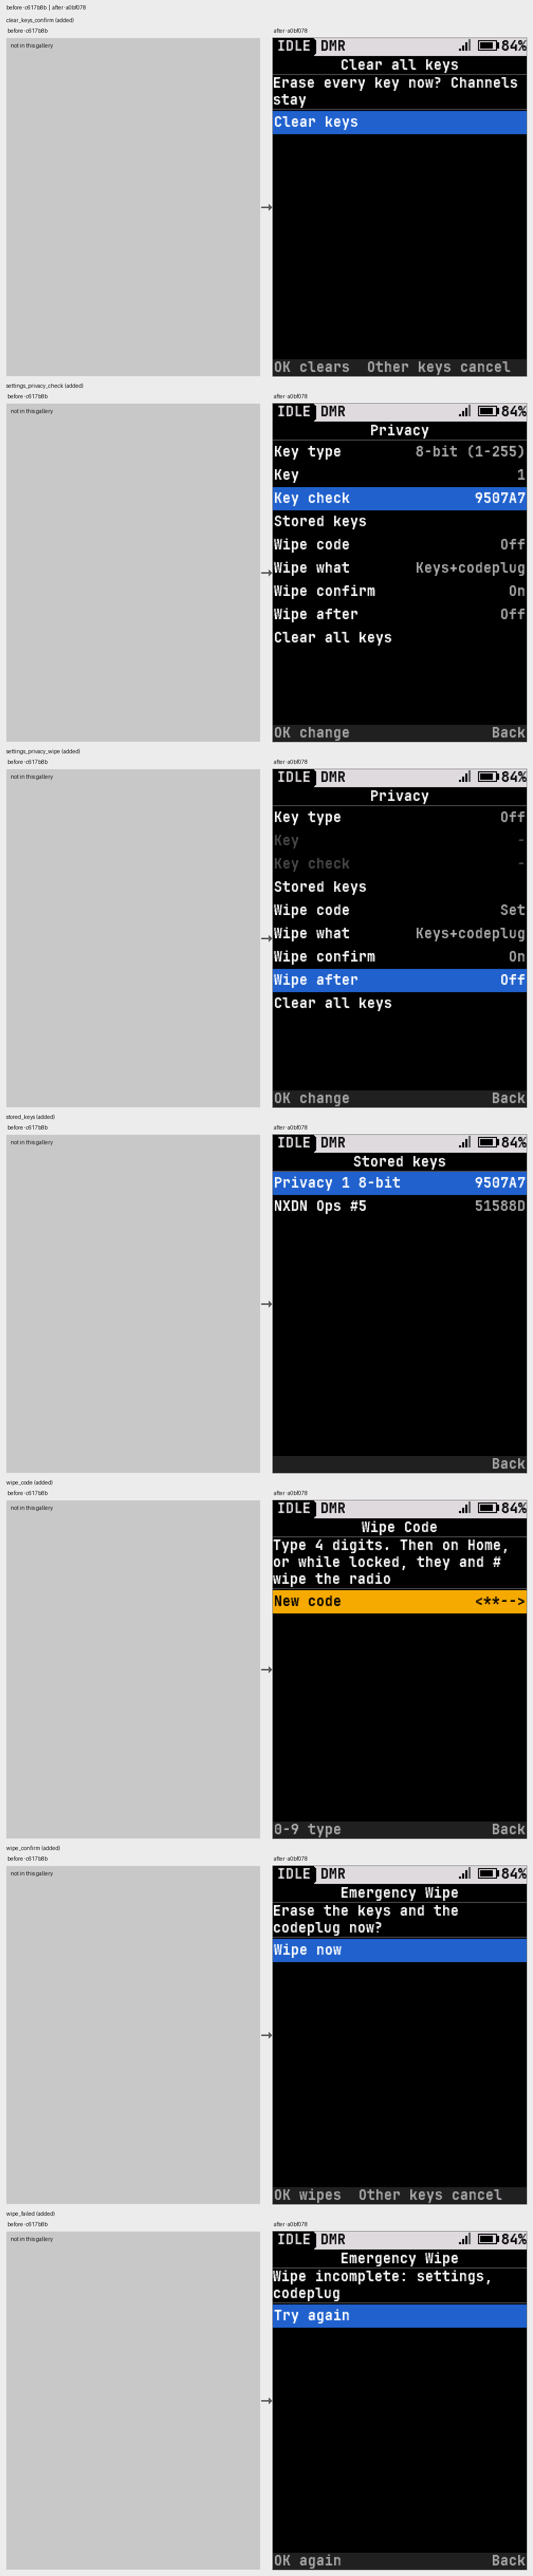 before · c617b8b | after · a0bf078
clear_keys_confirm (added)
before · c617b8b
after · a0bf078
not in this gallery
IDLE DMR 84%
Clear all keys
Erase every key now? Channels
stay
Clear keys
→
OK clears Other keys cancel
settings_privacy_check (added)
before · c617b8b
after · a0bf078
not in this gallery
IDLE DMR 84%
Privacy
Key type 8-bit (1-255)
Key 1
Key check 9507A7
Stored keys
Wipe code Off
Wipe what Keys+codeplug
→
Wipe confirm On
Wipe after Off
Clear all keys
OK change Back
settings_privacy_wipe (added)
before · c617b8b
after · a0bf078
not in this gallery
IDLE DMR 84%
Privacy
Key type Off
Key -
Key check -
Stored keys
Wipe code Set
Wipe what Keys+codeplug
→
Wipe confirm On
Wipe after Off
Clear all keys
OK change Back
stored_keys (added)
before · c617b8b
after · a0bf078
not in this gallery
IDLE DMR 84%
Stored keys
Privacy 1 8-bit 9507A7
NXDN Ops #5 51588D
→
Back
wipe_code (added)
before · c617b8b
after · a0bf078
not in this gallery
IDLE DMR 84%
Wipe Code
Type 4 digits. Then on Home,
or while locked, they and #
wipe the radio
New code <**-->
→
0-9 type Back
wipe_confirm (added)
before · c617b8b
after · a0bf078
not in this gallery
IDLE DMR 84%
Emergency Wipe
Erase the keys and the
codeplug now?
Wipe now
→
OK wipes Other keys cancel
wipe_failed (added)
before · c617b8b
after · a0bf078
not in this gallery
IDLE DMR 84%
Emergency Wipe
Wipe incomplete: settings,
codeplug
Try again
→
OK again Back